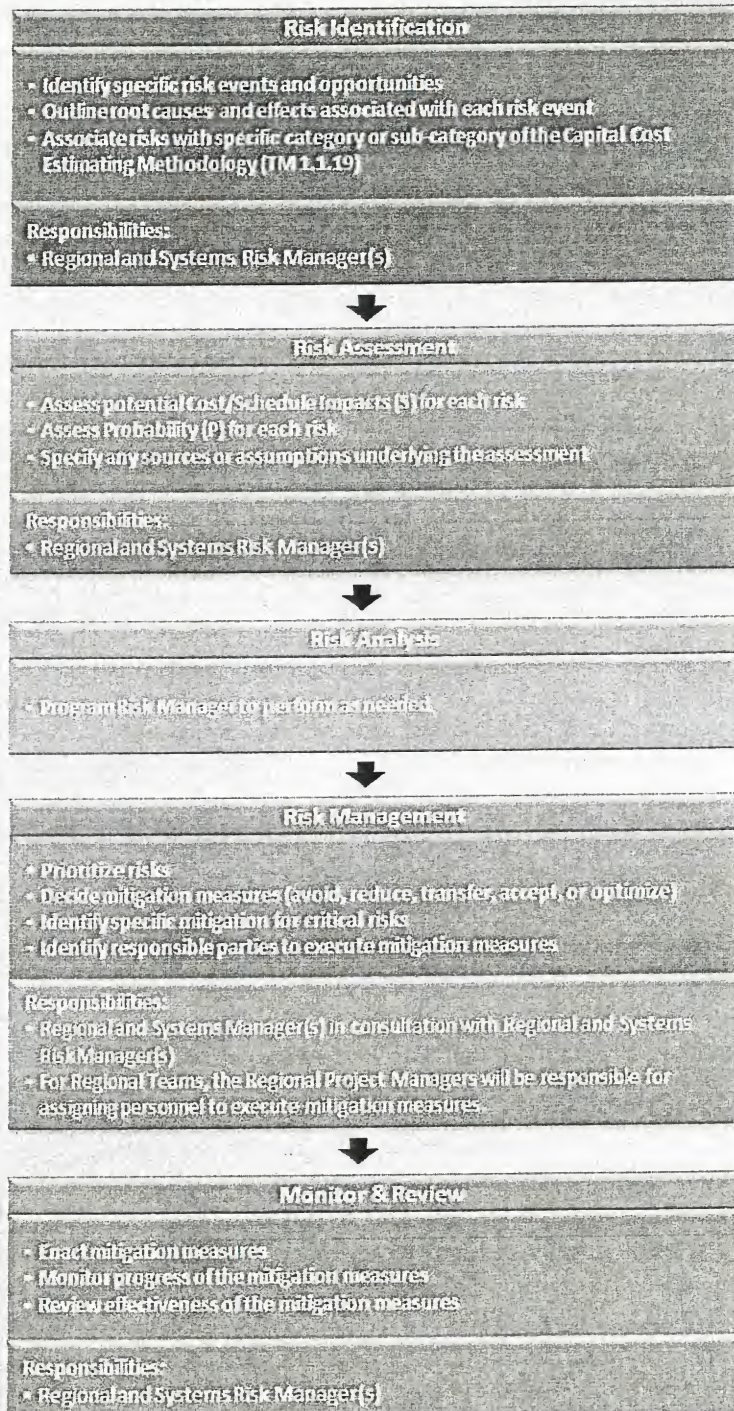 Risk Identification
• Identify specific risk events and opportunities
• Outline root causes and effects associated with each risk event
• Associate risks with specific category or sub-category of the Capital Cost
Estimating Methodology (TM 1.1.19)
Responsibilities:
• Regional and Systems Risk Manager(s)
Risk Assessment
• Assess potential Cost/Schedule Impacts ($) for each risk
• Assess Probability (P) for each risk
• Specify any sources or assumptions underlying the assessment
Responsibilities:
• Regional and Systems Risk Manager(s)
Risk Analysis
• Program Risk Manager to perform as needed.
Risk Management
• Prioritize risks
• Decide mitigation measures (avoid, reduce, transfer, accept, or optimize)
• Identify specific mitigation for critical risks
• Identify responsible parties to execute mitigation measures
Responsibilities:
• Regional and Systems Manager(s) in consultation with Regional and Systems
Risk Manager(s)
• For Regional Teams, the Regional Project Managers will be responsible for
assigning personnel to execute mitigation measures.
Monitor & Review
• Enact mitigation measures
• Monitor progress of the mitigation measures
• Review effectiveness of the mitigation measures
Responsibilities:
• Regional and Systems Risk Manager(s)